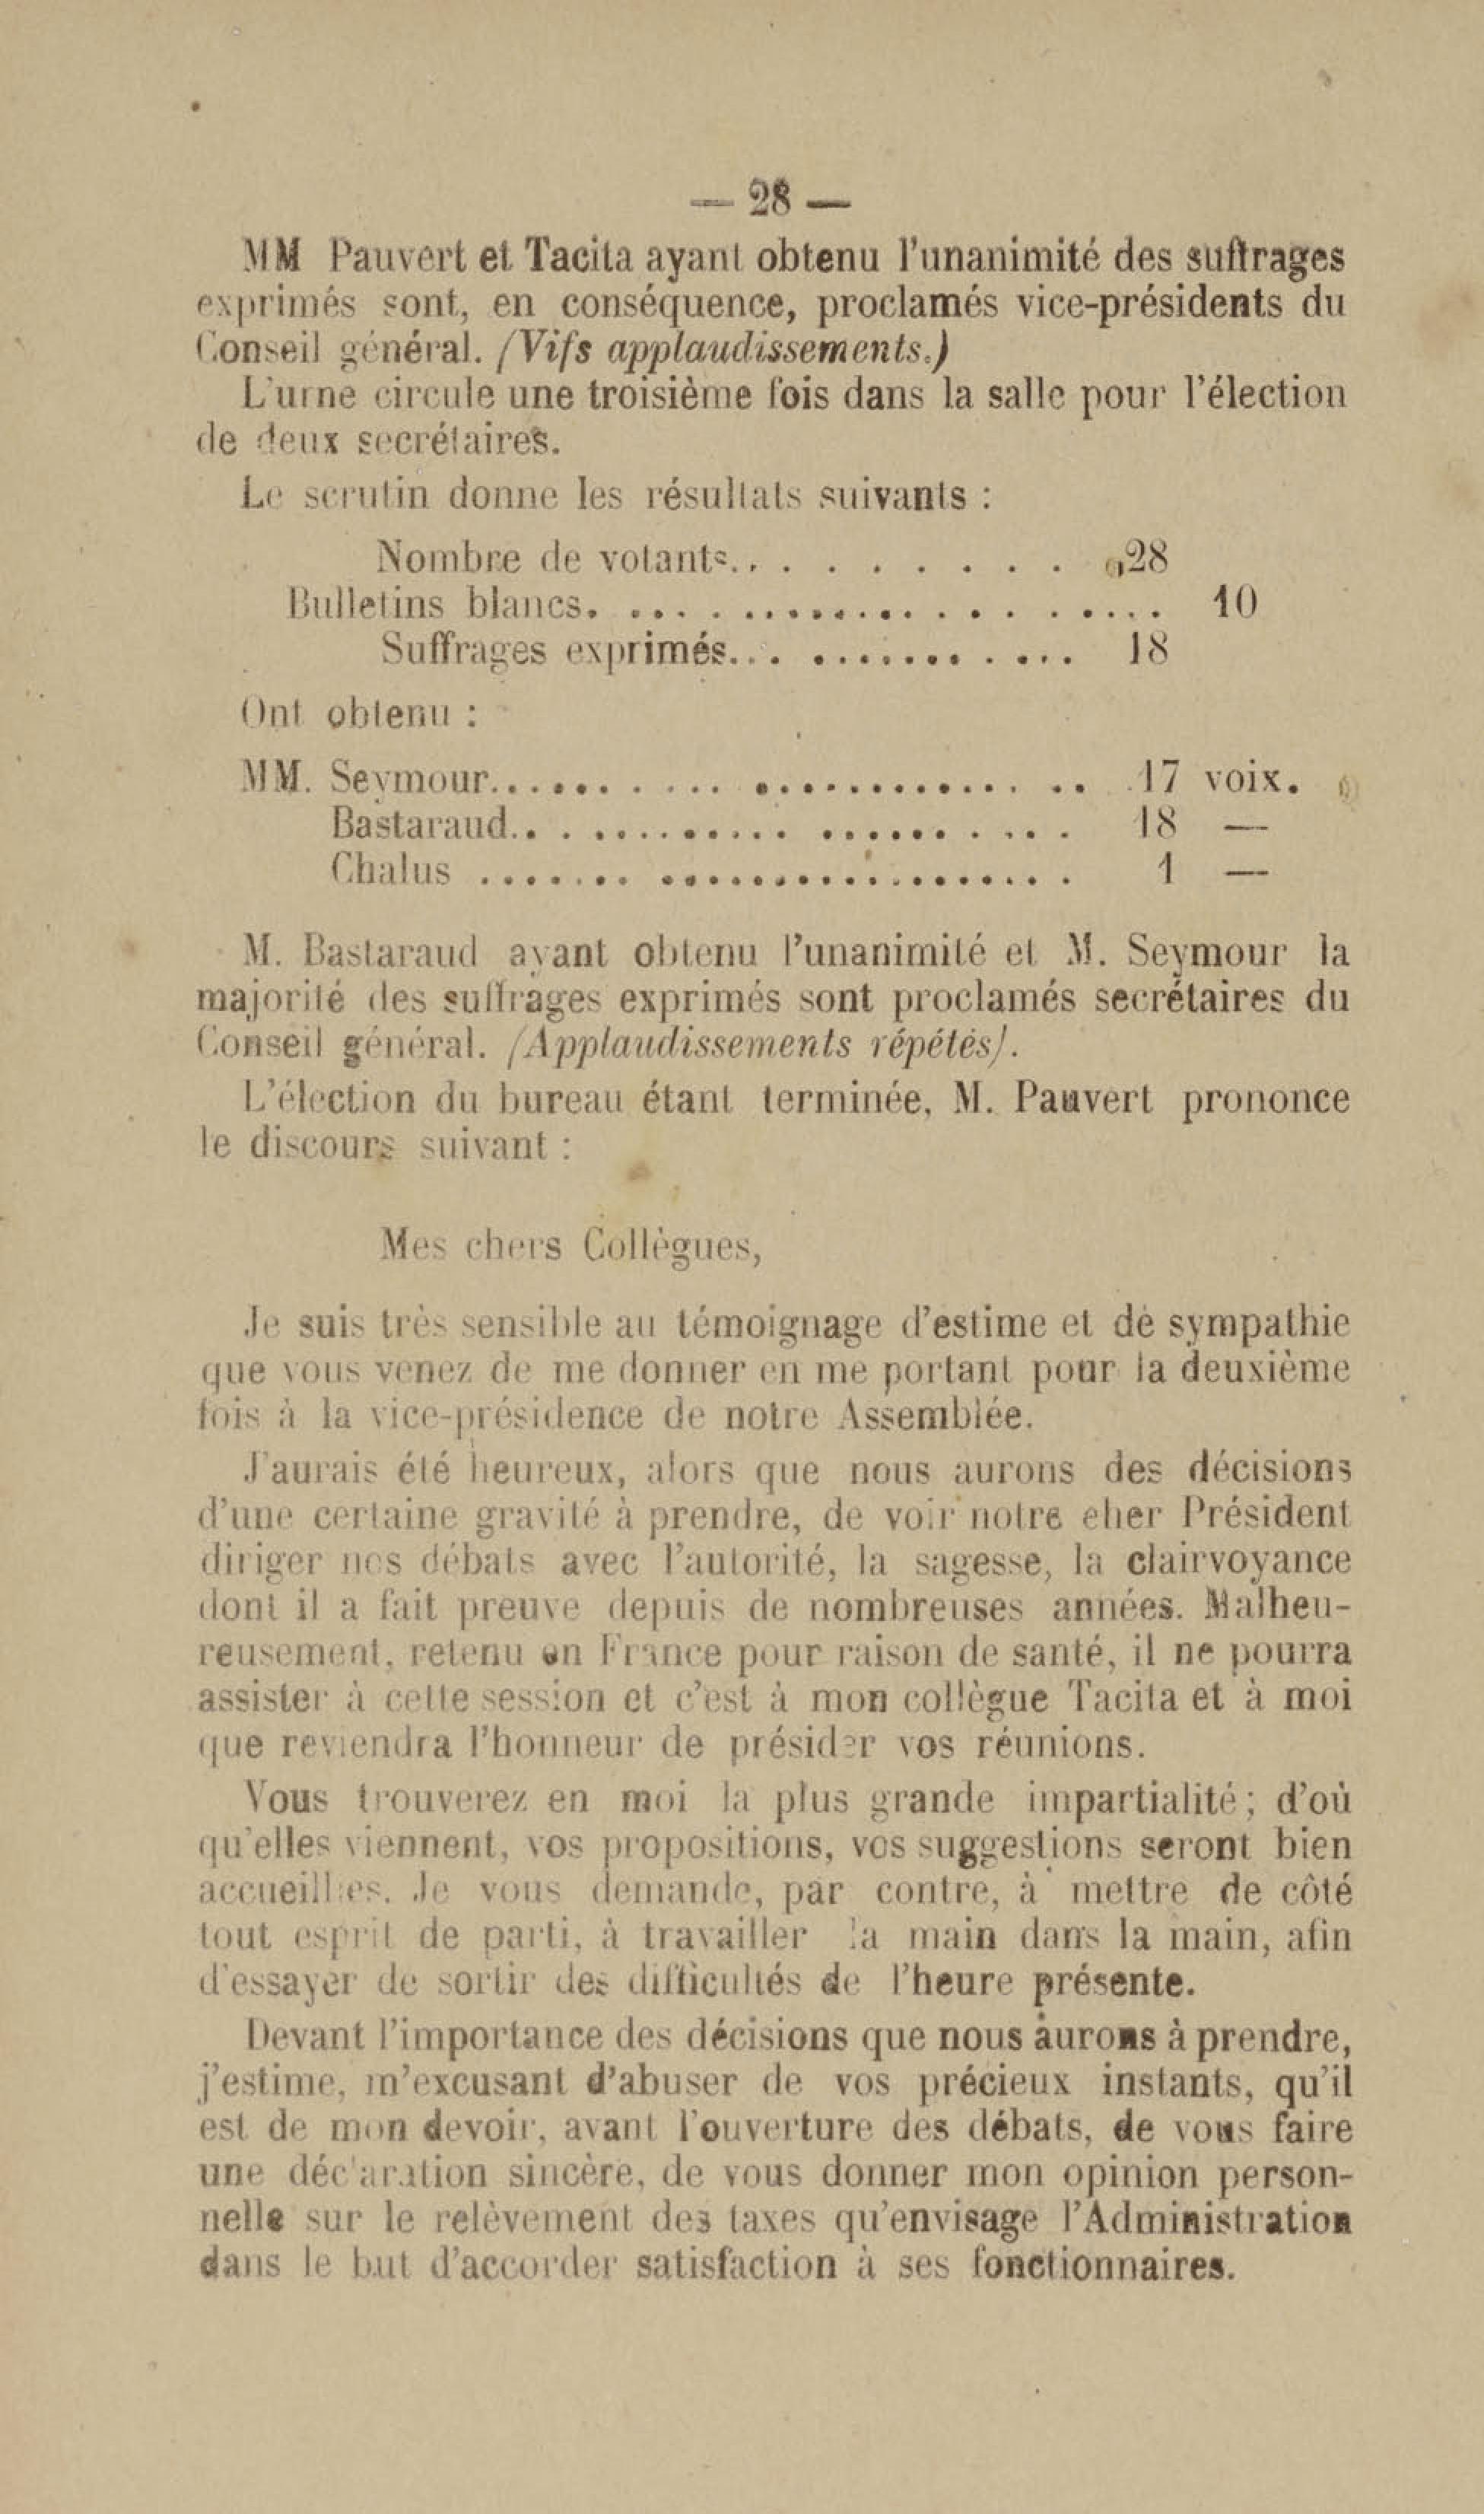 — 28 —
MM Pauvert et Tacita ayant obtenu l'unanimité des suffrages
exprimés sont, en conséquence, proclamés vice-présidents du
Conseil général. (Vifs applaudissements.)
L'urne circule une troisième fois dans la salle pour l'élection
de deux secrétaires.
Le scrutin donne les résultats suivants :
Nombre de votants.. . . . . . . . . 28
Bulletins blancs. ... . .................. . . ..... 10
Suffrages exprimés... ........ . ... 18
Ont obtenu :
MM. Seymour....... . ... ............. .. 17 voix.
Bastaraud.. . .......... ...... . ... 18 —
Chalus ....... ................... 1 —
M. Bastaraud ayant obtenu l'unanimité et M. Seymour la
majorité des suffrages exprimés sont proclamés secrétaires du
Conseil général. (Applaudissements répétés).
L'élection du bureau étant terminée, M. Pauvert prononce
le discours suivant :
Mes chers Collègues,
Je suis très sensible au témoignage d'estime et de sympathie
que vous venez de me donner en me portant pour la deuxième
fois à la vice-présidence de notre Assemblée.
J'aurais été heureux, alors que nous aurons des décisions
d'une certaine gravité à prendre, de voir notre eher Président
diriger nos débats avec l'autorité, la sagesse, la clairvoyance
dont il a fait preuve depuis de nombreuses années. Malheu-
reusement, retenu en France pour raison de santé, il ne pourra
assister à cette session et c'est à mon collègue Tacita et à moi
que reviendra l'honneur de présider vos réunions.
Vous trouverez en moi la plus grande impartialité; d'où
qu'elles viennent, vos propositions, vos suggestions seront bien
accueillies. Je vous demande, par contre, à mettre de côté
tout esprit de parti, à travailler la main dans la main, afin
d'essayer de sortir des difficultés de l'heure présente.
Devant l'importance des décisions que nous aurons à prendre,
j'estime, m'excusant d'abuser de vos précieux instants, qu'il
est de mon devoir, avant l'ouverture des débats, de vous faire
une déclaration sincère, de vous donner mon opinion person-
nelle sur le relèvement des taxes qu'envisage l'Administration
dans le but d'accorder satisfaction à ses fonctionnaires.